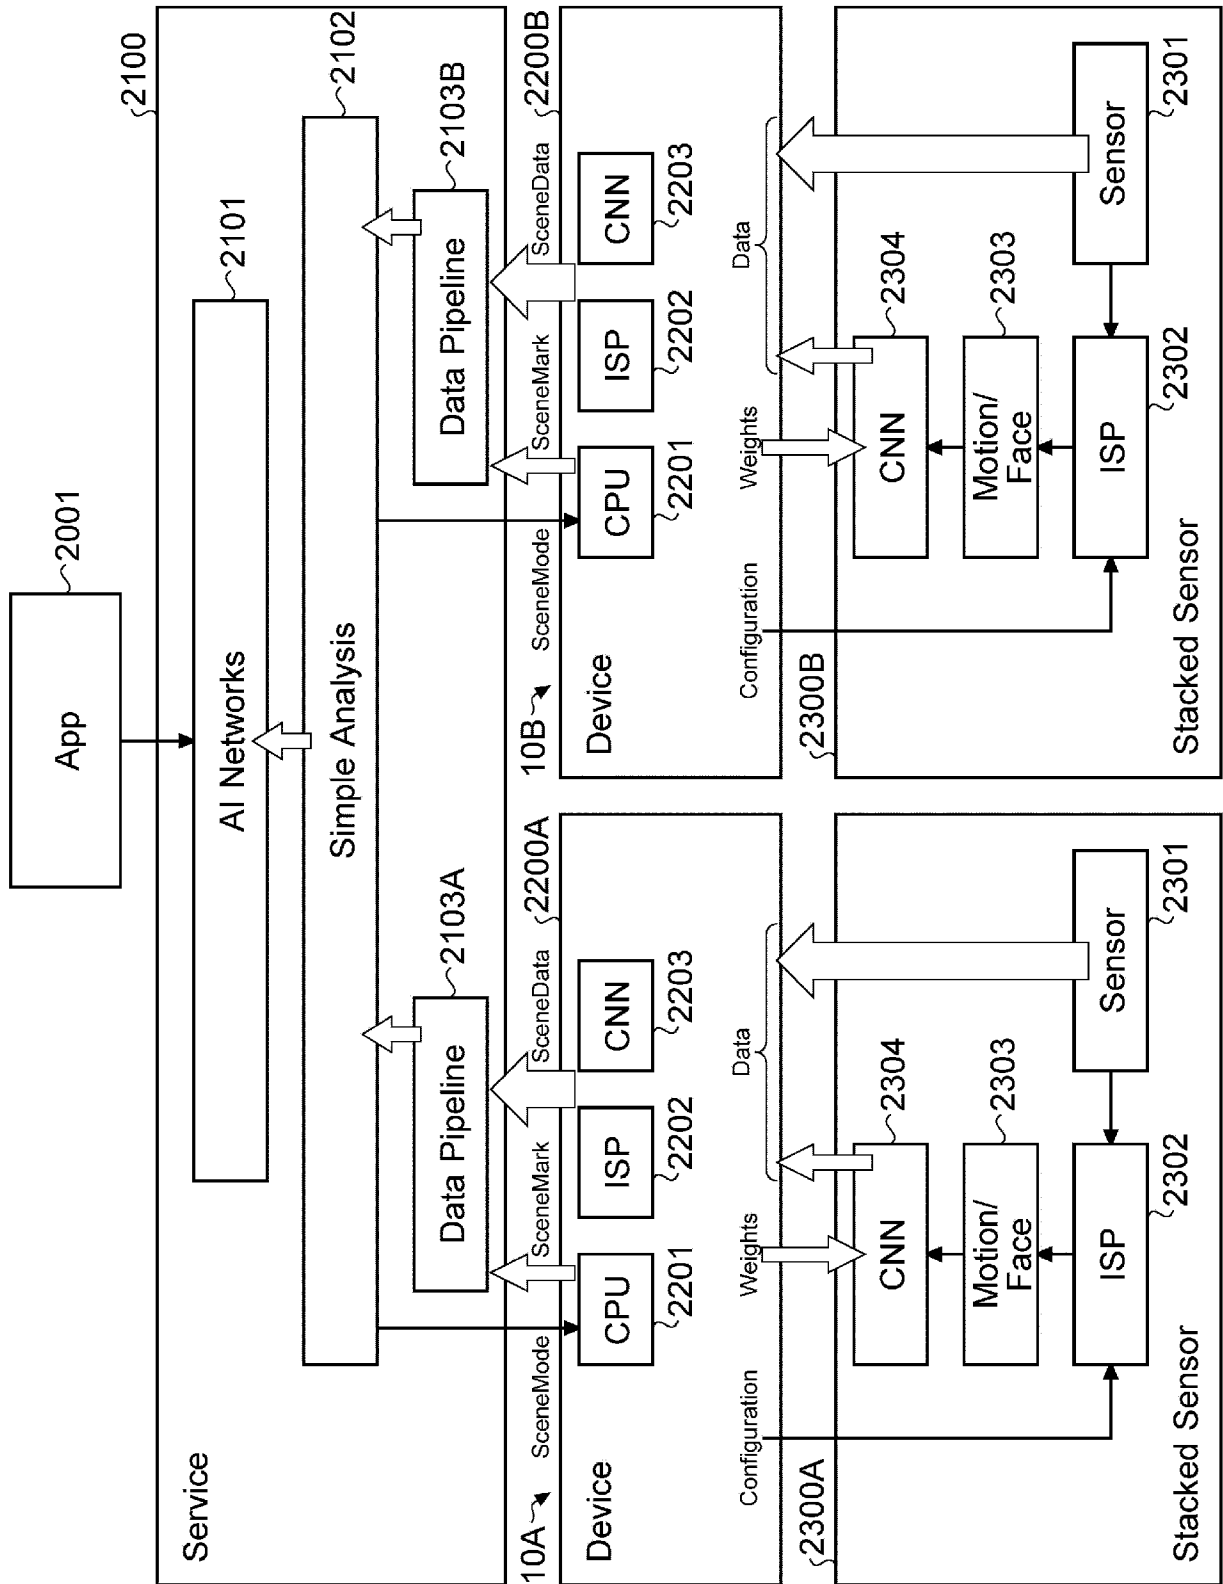 App
2001
2100
Service
AI Networks
2101
Simple Analysis
2102
Data Pipeline
2103A
Data Pipeline
2103B
10A
SceneMode
SceneMark
SceneData
2200A
10B
SceneMode
SceneMark
SceneData
2200B
Device
CPU
2201
ISP
2202
CNN
2203
Device
CPU
2201
ISP
2202
CNN
2203
Configuration
Weights
Data
Configuration
Weights
Data
2300A
CNN
2304
Motion/
Face
2303
ISP
2302
Sensor
2301
Stacked Sensor
2300B
CNN
2304
Motion/
Face
2303
ISP
2302
Sensor
2301
Stacked Sensor